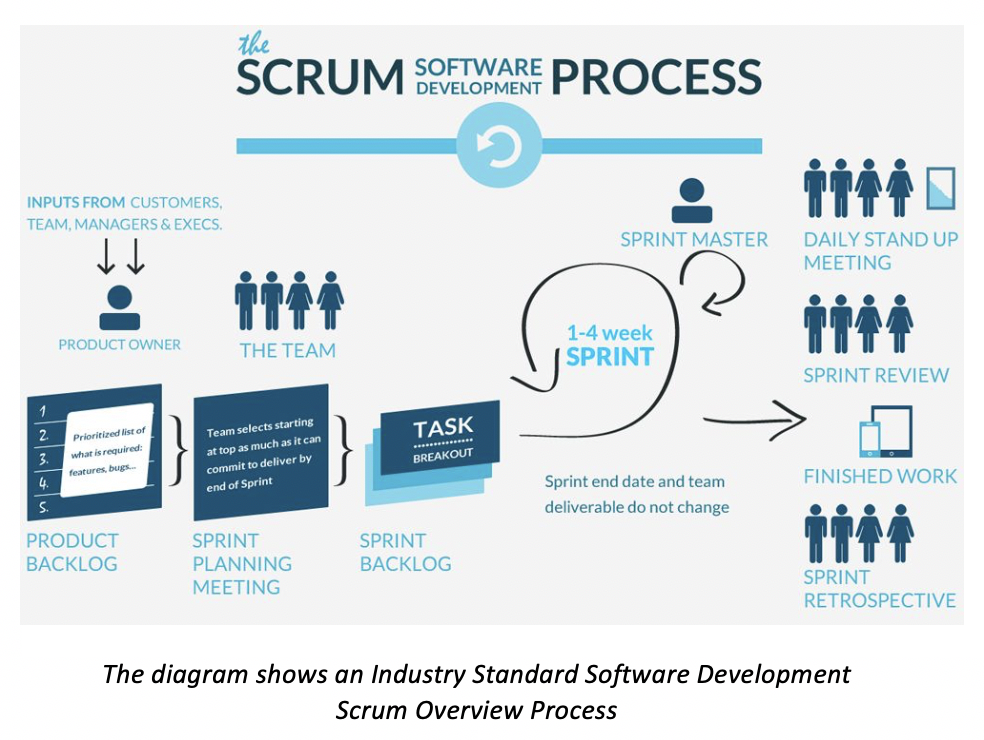 the
SCRUM SOFTWARE DEVELOPMENT PROCESS
INPUTS FROM CUSTOMERS,
TEAM, MANAGERS & EXECS.
PRODUCT OWNER
THE TEAM
1
2.
3.
4.
5.
Prioritized list of
what is required:
features, bugs...
PRODUCT
BACKLOG
Team selects starting
at top as much as it can
commit to deliver by
end of Sprint
SPRINT
PLANNING
MEETING
TASK
BREAKOUT
SPRINT
BACKLOG
1-4 week
SPRINT
SPRINT MASTER
Sprint end date and team
deliverable do not change
DAILY STAND UP
MEETING
SPRINT REVIEW
FINISHED WORK
SPRINT
RETROSPECTIVE
The diagram shows an Industry Standard Software Development
Scrum Overview Process